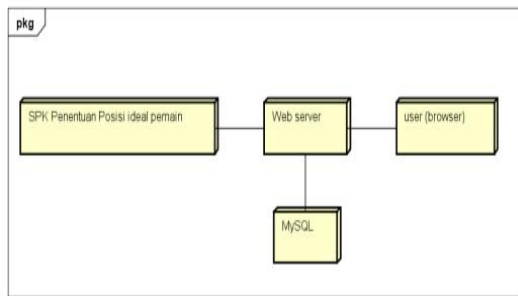 pkg
SPK Penentuan Posisi ideal pemain
Web server
user (browser)
MySQL